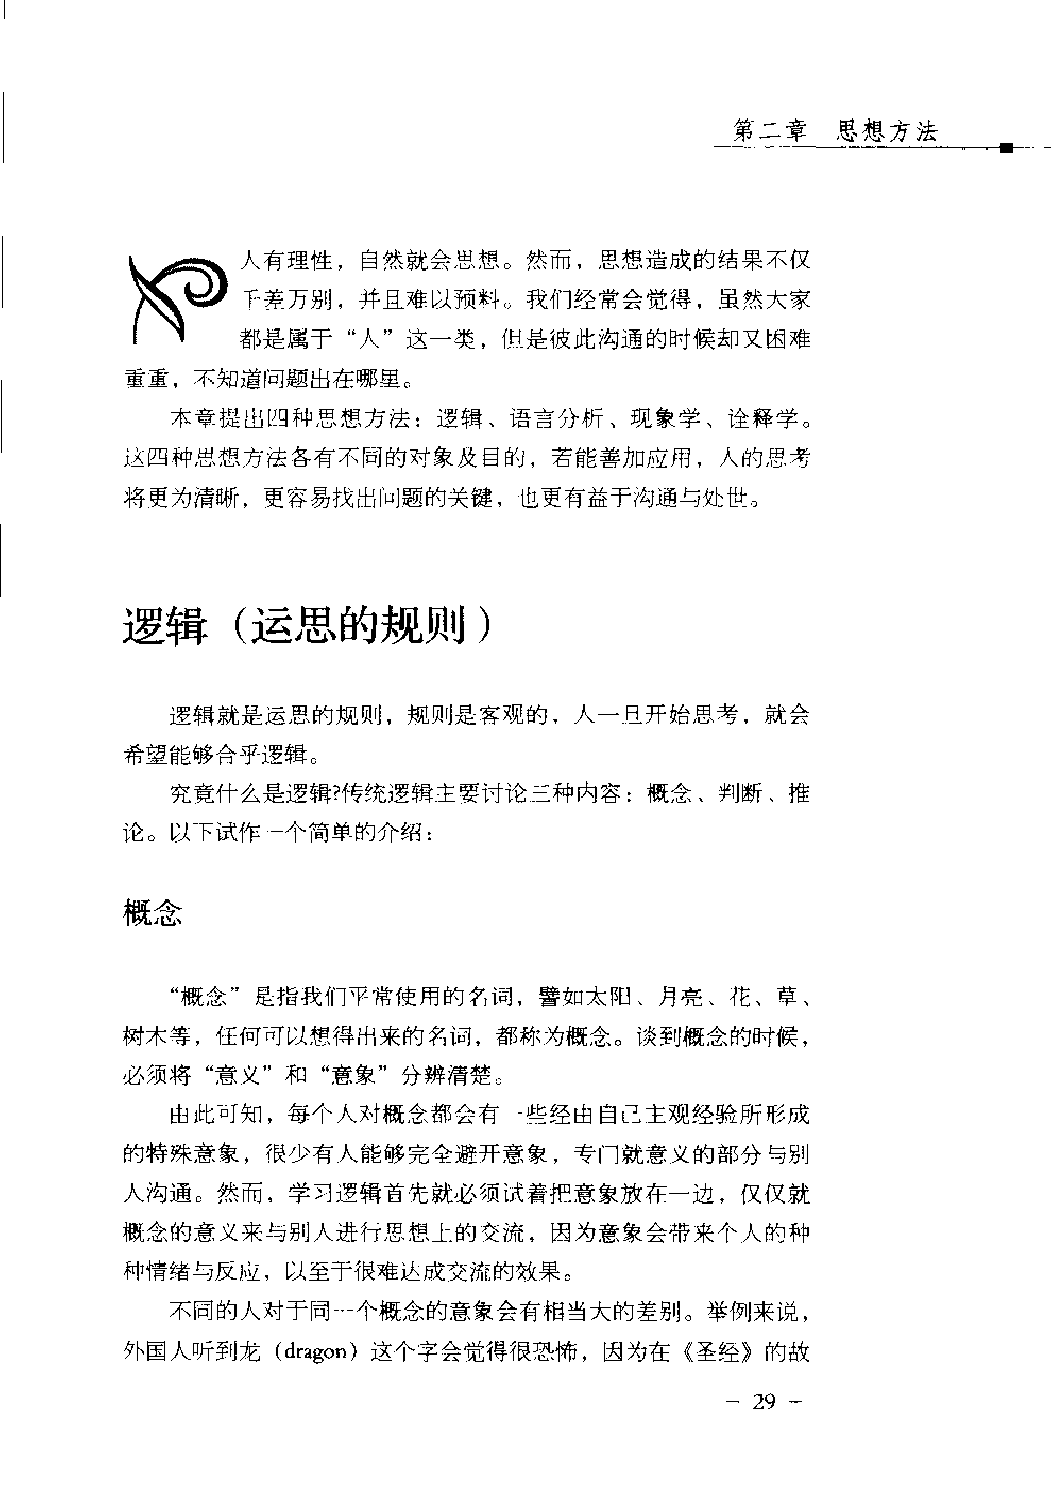 第二章 思想方法
人有理性，自然就会思想。然而，思想造成的结果不仅
千差万别，并且难以预料。我们经常会觉得，虽然大家
都是属于“人”这一类，但是彼此沟通的时候却又困难
重重，不知道问题出在哪里。
本章提出四种思想方法：逻辑、语言分析、现象学、诠释学。
这四种思想方法各有不同的对象及目的，若能善加应用，人的思考
将更为清晰，更容易找出问题的关键，也更有益于沟通与处世。
逻辑（运思的规则）
逻辑就是运思的规则，规则是客观的，人一旦开始思考，就会
希望能够合乎逻辑。
究竟什么是逻辑?传统逻辑主要讨论三种内容：概念、判断、推
论。以下试作一个简单的介绍：
概念
“概念”是指我们平常使用的名词，譬如太阳、月亮、花、草、
树木等，任何可以想得出来的名词，都称为概念。谈到概念的时候，
必须将“意义”和“意象”分辨清楚。
由此可知，每个人对概念都会有一些经由自己主观经验所形成
的特殊意象，很少有人能够完全避开意象，专门就意义的部分与别
人沟通。然而，学习逻辑首先就必须试着把意象放在一边，仅仅就
概念的意义来与别人进行思想上的交流，因为意象会带来个人的种
种情绪与反应，以至于很难达成交流的效果。
不同的人对于同一个概念的意象会有相当大的差别。举例来说，
外国人听到龙（dragon）这个字会觉得很恐怖，因为在《圣经》的故
－ 29 －